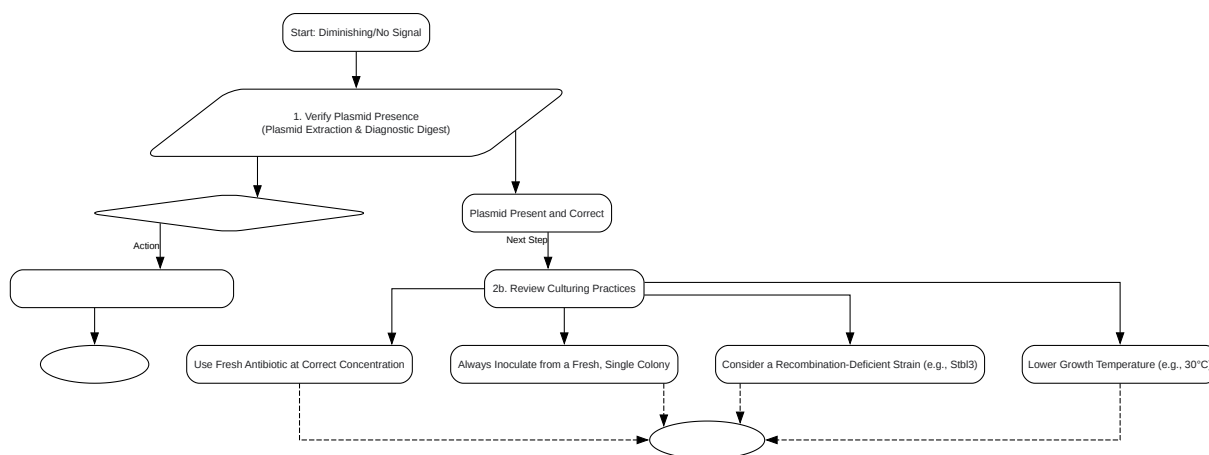 Start: Diminishing/No Signal
1. Verify Plasmid Presence
(Plasmid Extraction & Diagnostic Digest)
Plasmid Present and Correct
Action
Next Step
2b. Review Culturing Practices
Use Fresh Antibiotic at Correct Concentration
Always Inoculate from a Fresh, Single Colony
Consider a Recombination-Deficient Strain (e.g., Stbl3)
Lower Growth Temperature (e.g., 30°C)